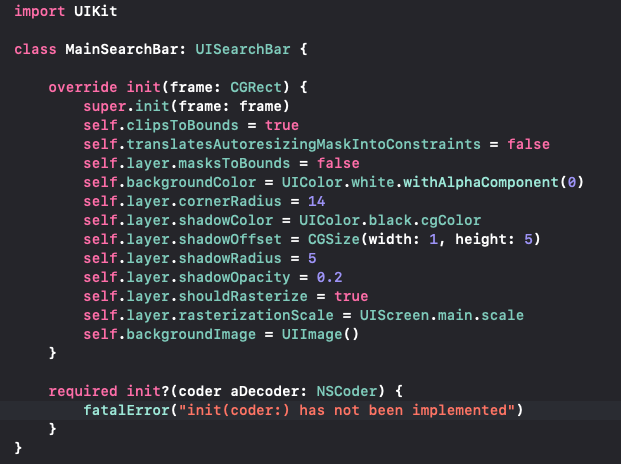 import UIKit
class MainSearchBar: UISearchBar {
override init(frame: CGRect) {
super.init(frame: frame)
self.clipsToBounds = true
self.translatesAutoresizingMaskIntoConstraints = false
self.layer.masksToBounds = false
self.backgroundColor = UIColor.white.withAlphaComponent(0)
self.layer.cornerRadius = 14
self.layer.shadowColor = UIColor.black.cgColor
self.layer.shadowOffset = CGSize(width: 1, height: 5)
self.layer.shadowRadius = 5
self.layer.shadowOpacity = 0.2
self.layer.shouldRasterize = true
self.layer.rasterizationScale = UIScreen.main.scale
self.backgroundImage = UIImage()
}
required init?(coder aDecoder: NSCoder) {
fatalError("init(coder:) has not been implemented")
}
}